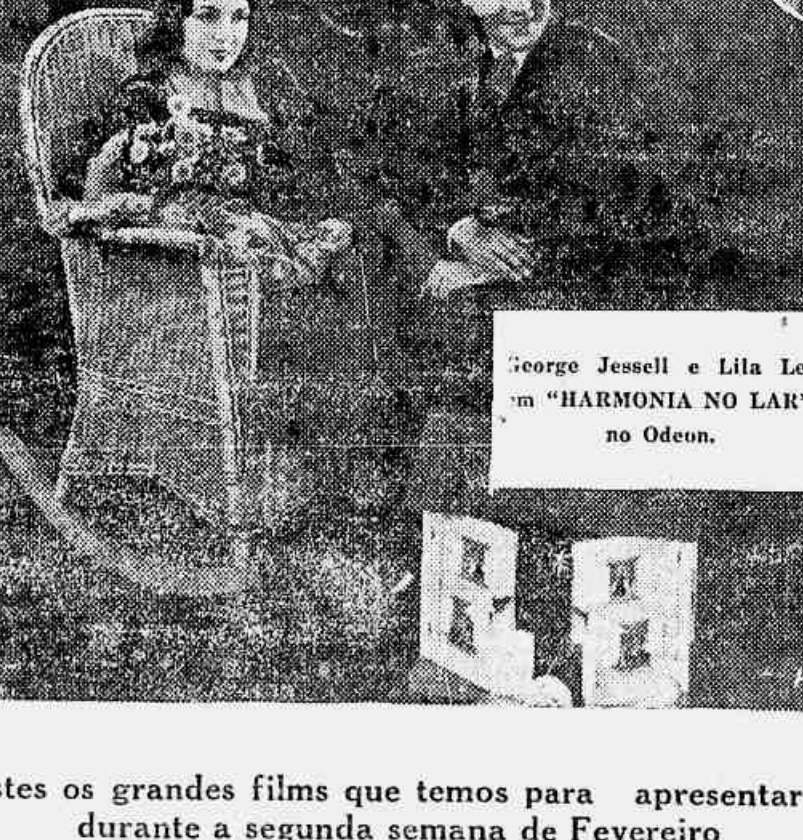 George Jessell e Lila Le
em "HARMONIA NO LAR"
no Odeon.
stes os grandes films que temos para apresentar
durante a segunda semana de Fevereiro